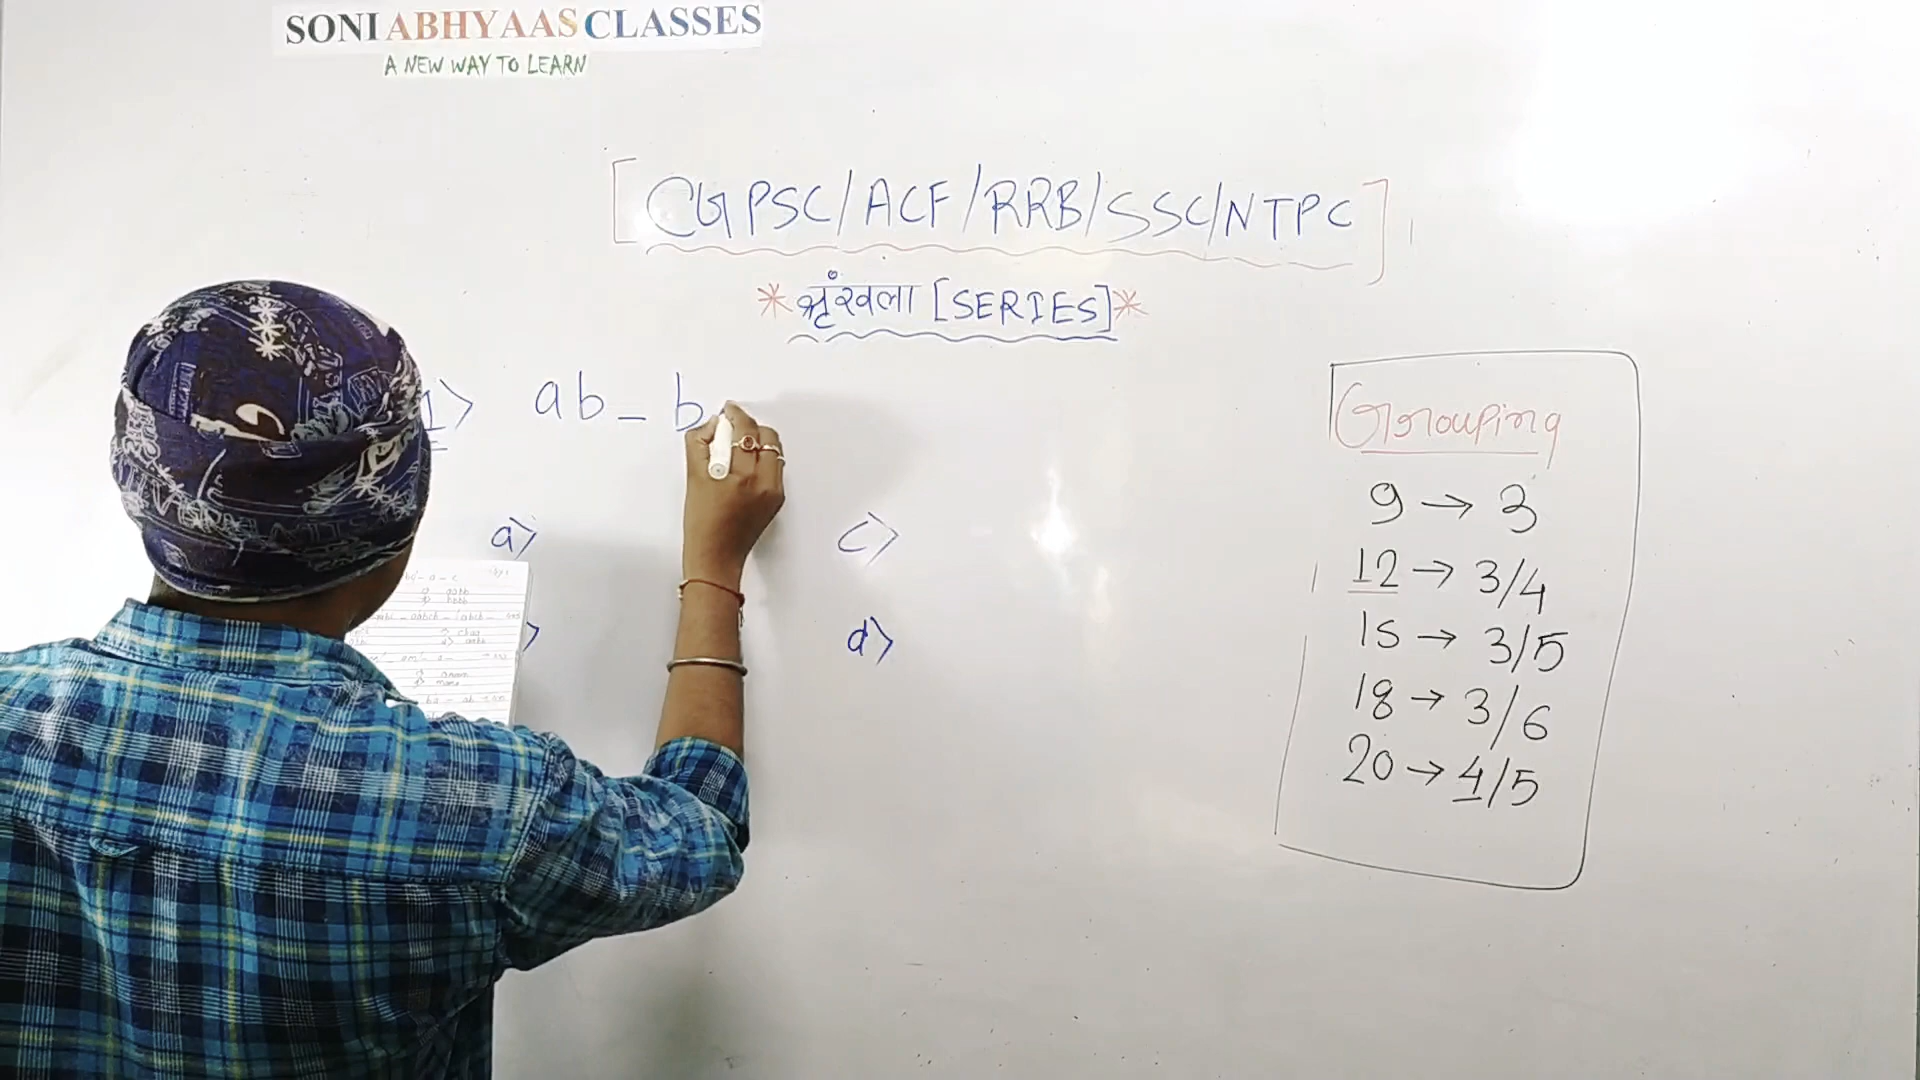 SONI ABHYAAS CLASSES
A NEW WAY TO LEARN
[CGPSC/ACF/RRB/SSC/NTPC]
*श्रृंखला [SERIES]*
1> ab_b
a>
c>
d>
Grouping
9 → 3
12 → 3/4
15 → 3/5
18 → 3/6
20 → 4/5